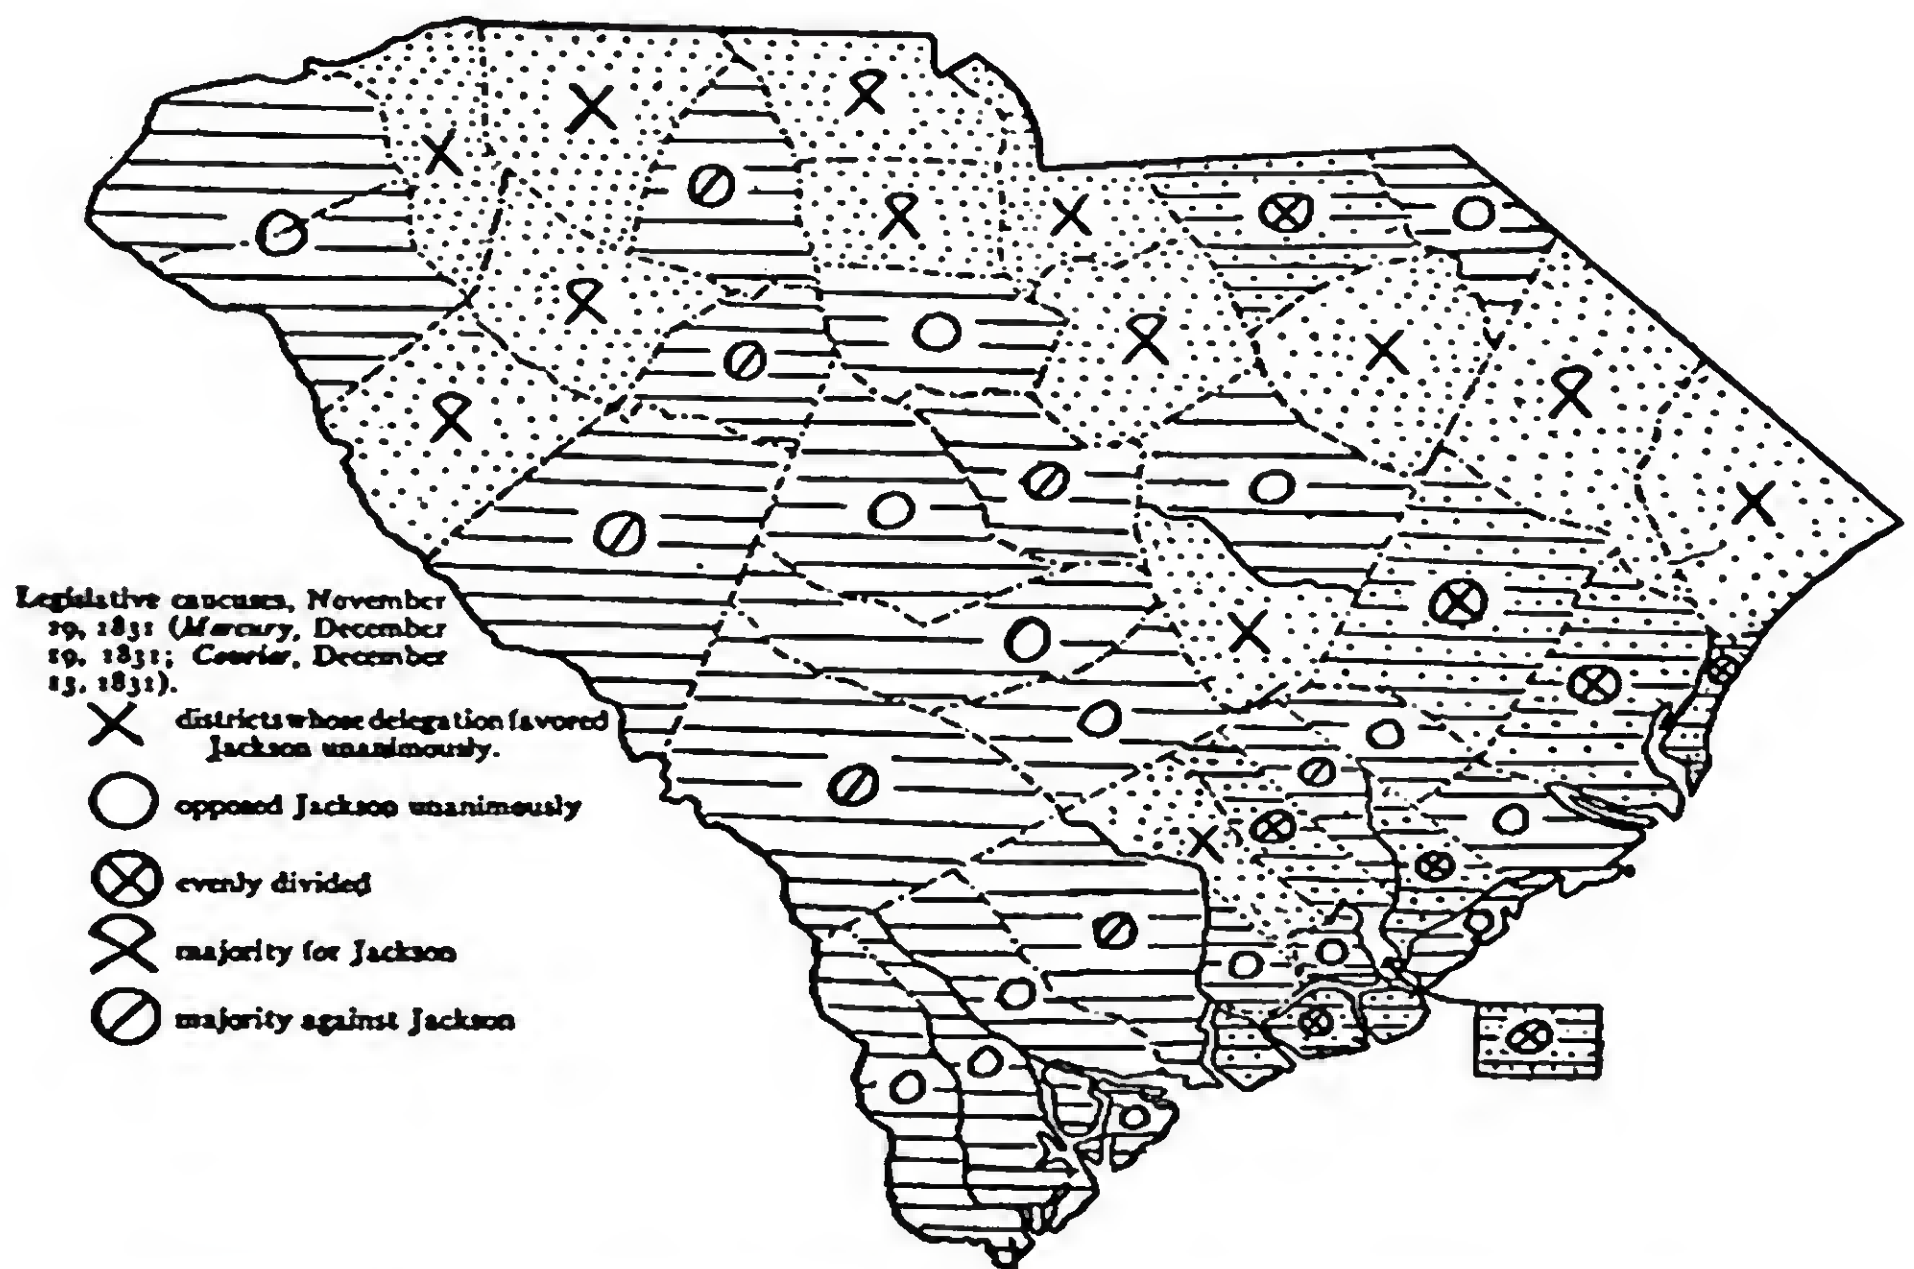 Legislative caucuses, November
19, 1831 (Mercury, December
19, 1831; Courier, December
15, 1831).
districts whose delegation favored
Jackson unanimously.
opposed Jackson unanimously
evenly divided
majority for Jackson
majority against Jackson